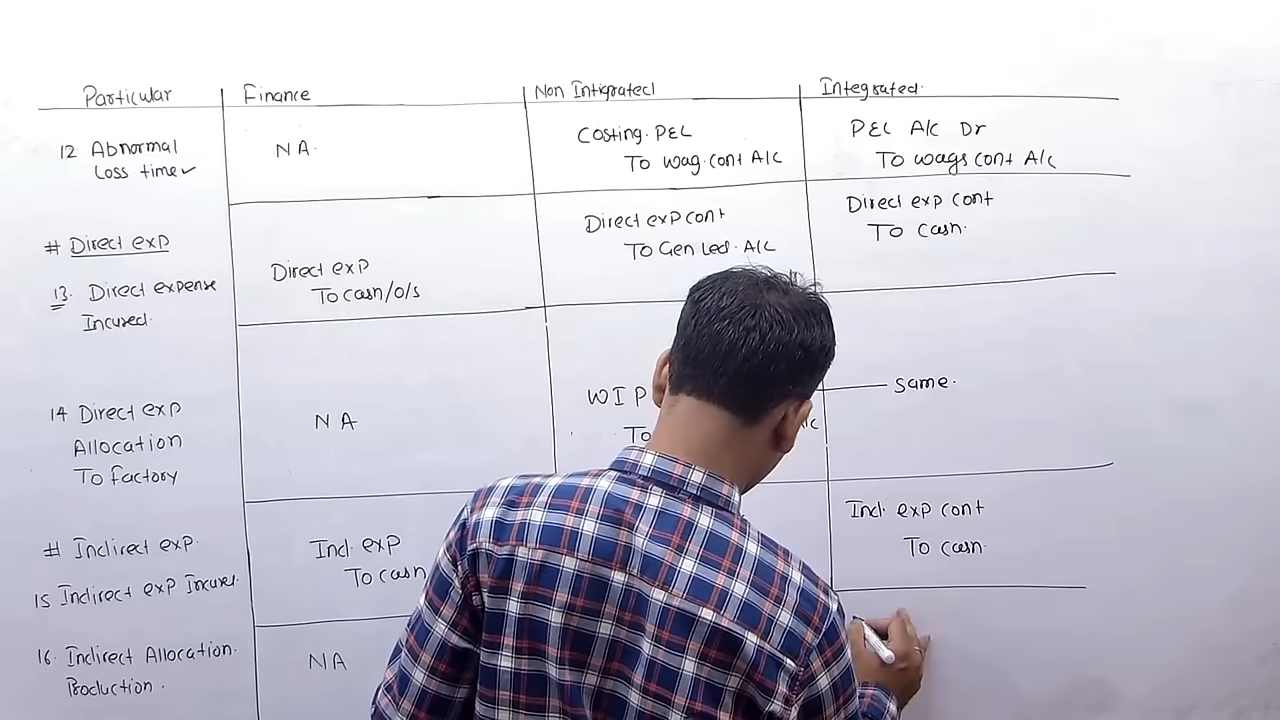 Particular
Finance
Non Intigrated
Integrated.
12 Abnormal
Loss time
NA.
Costing. P&L
To wag. cont A/c
P&L A/c Dr
To wags cont A/c
# Direct exp
13. Direct expense
Incured.
Direct exp
To cash/o/s
Direct exp cont
To Gen Led. A/c
Direct exp cont
To Cash.
14 Direct exp
Allocation
To factory
NA
WIP
To
Same.
# Indirect exp.
15 Indirect exp Incured.
Ind. exp
To cash
Ind. exp cont
To cash.
16. Indirect Allocation.
Production.
NA